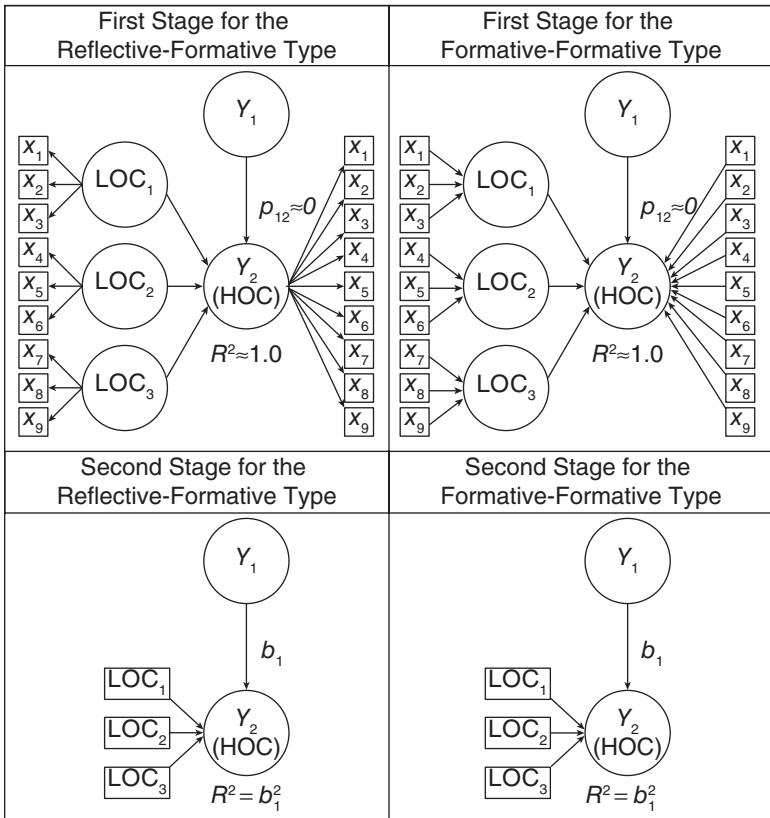 First Stage for the
Reflective-Formative Type
Y₁
x₁
x₂
x₃
x₄
x₅
x₆
x₇
x₈
x₉
LOC₁
LOC₂
LOC₃
p₁₂≈0
Y₂
(HOC)
R²≈1.0
x₁
x₂
x₃
x₄
x₅
x₆
x₇
x₈
x₉
First Stage for the
Formative-Formative Type
Y₁
x₁
x₂
x₃
x₄
x₅
x₆
x₇
x₈
x₉
LOC₁
LOC₂
LOC₃
p₁₂≈0
Y₂
(HOC)
R²≈1.0
x₁
x₂
x₃
x₄
x₅
x₆
x₇
x₈
x₉
Second Stage for the
Reflective-Formative Type
Y₁
b₁
LOC₁
LOC₂
LOC₃
Y₂
(HOC)
R² = b₁²
Second Stage for the
Formative-Formative Type
Y₁
b₁
LOC₁
LOC₂
LOC₃
Y₂
(HOC)
R² = b₁²